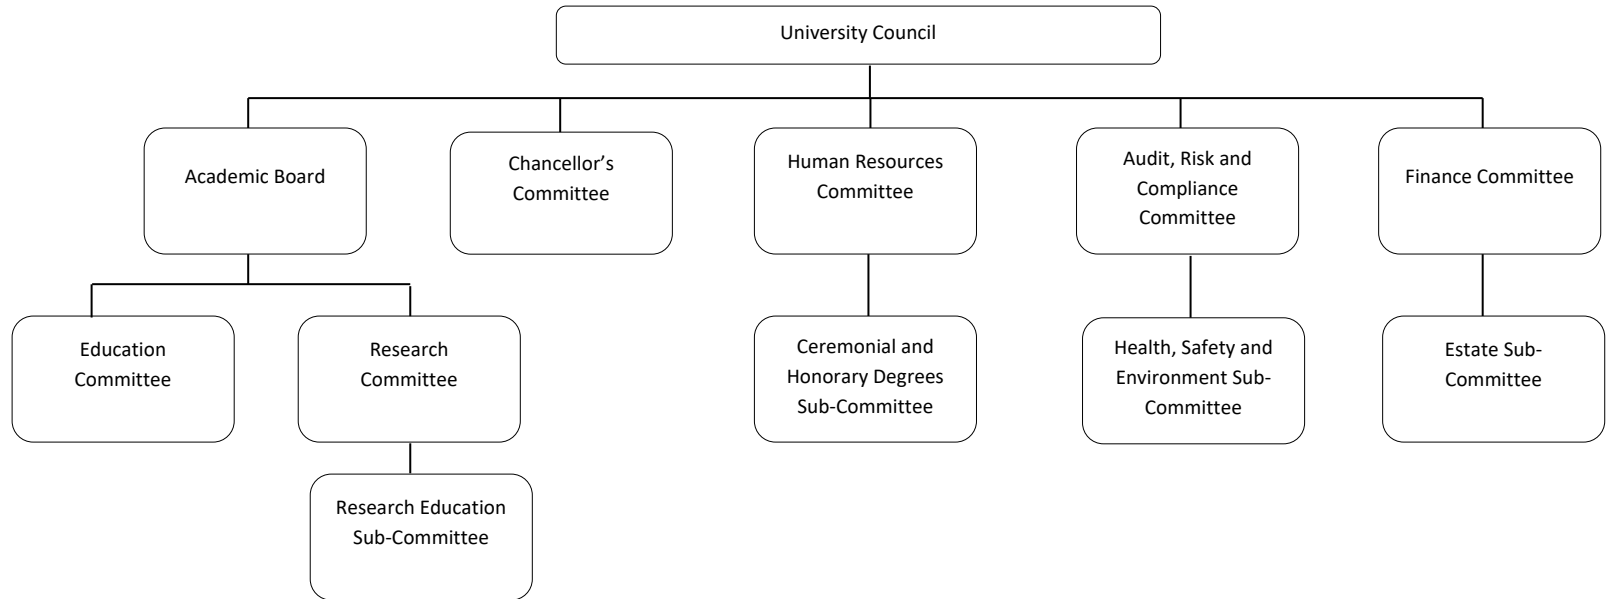 University Council
Academic Board
Chancellor’s
Committee
Human Resources
Committee
Audit, Risk and
Compliance
Committee
Finance Committee
Education
Committee
Research
Committee
Ceremonial and
Honorary Degrees
Sub-Committee
Health, Safety and
Environment Sub-
Committee
Estate Sub-
Committee
Research Education
Sub-Committee